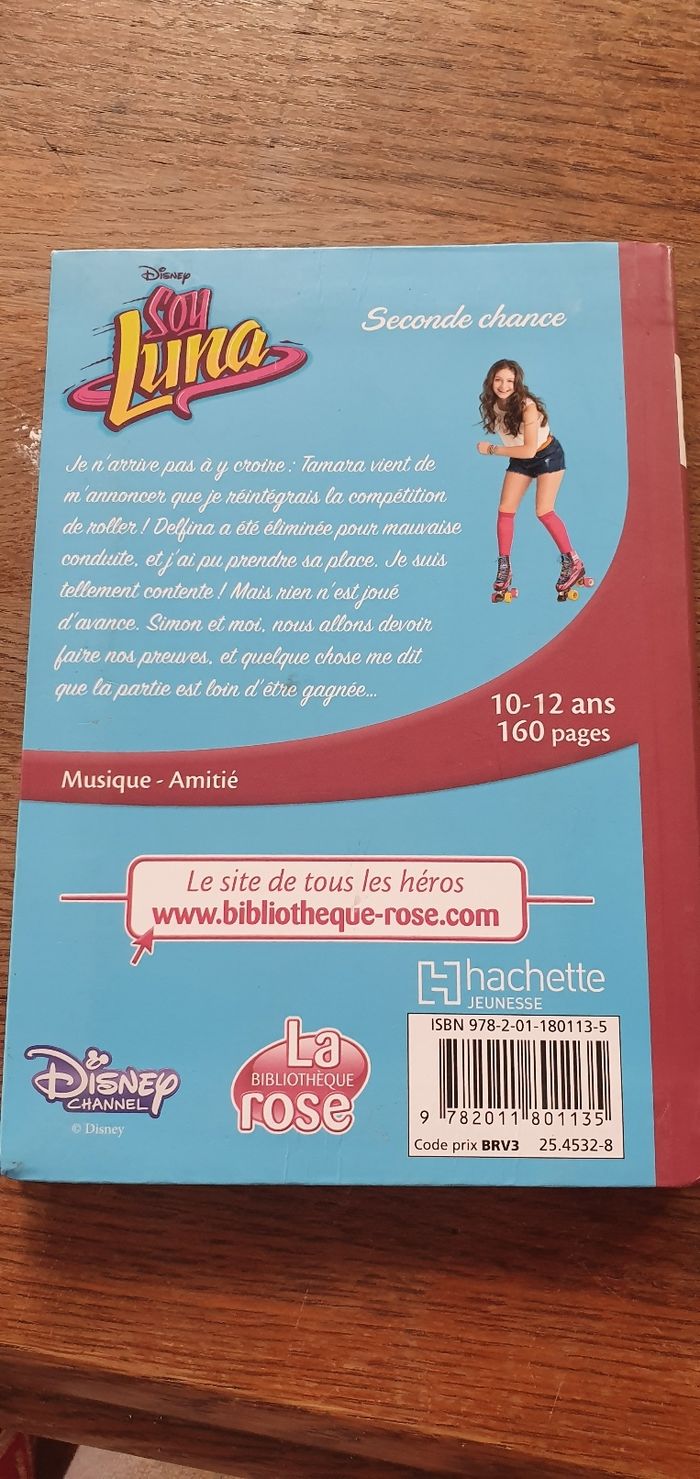 Disney
Soy
Luna
Seconde chance
Je n'arrive pas à y croire : Tamara vient de
m'annoncer que je réintégrais la compétition
de roller ! Delfina a été éliminée pour mauvaise
conduite, et j'ai pu prendre sa place. Je suis
tellement contente ! Mais rien n'est joué
d'avance. Simon et moi, nous allons devoir
faire nos preuves, et quelque chose me dit
que la partie est loin d'être gagnée...
10-12 ans
160 pages
Musique - Amitié
Le site de tous les héros
www.bibliotheque-rose.com
hachette
JEUNESSE
ISBN 978-2-01-180113-5
9 782011 801135
Code prix BRV3 25.4532-8
La
BIBLIOTHÈQUE
rose
Disney
CHANNEL
© Disney